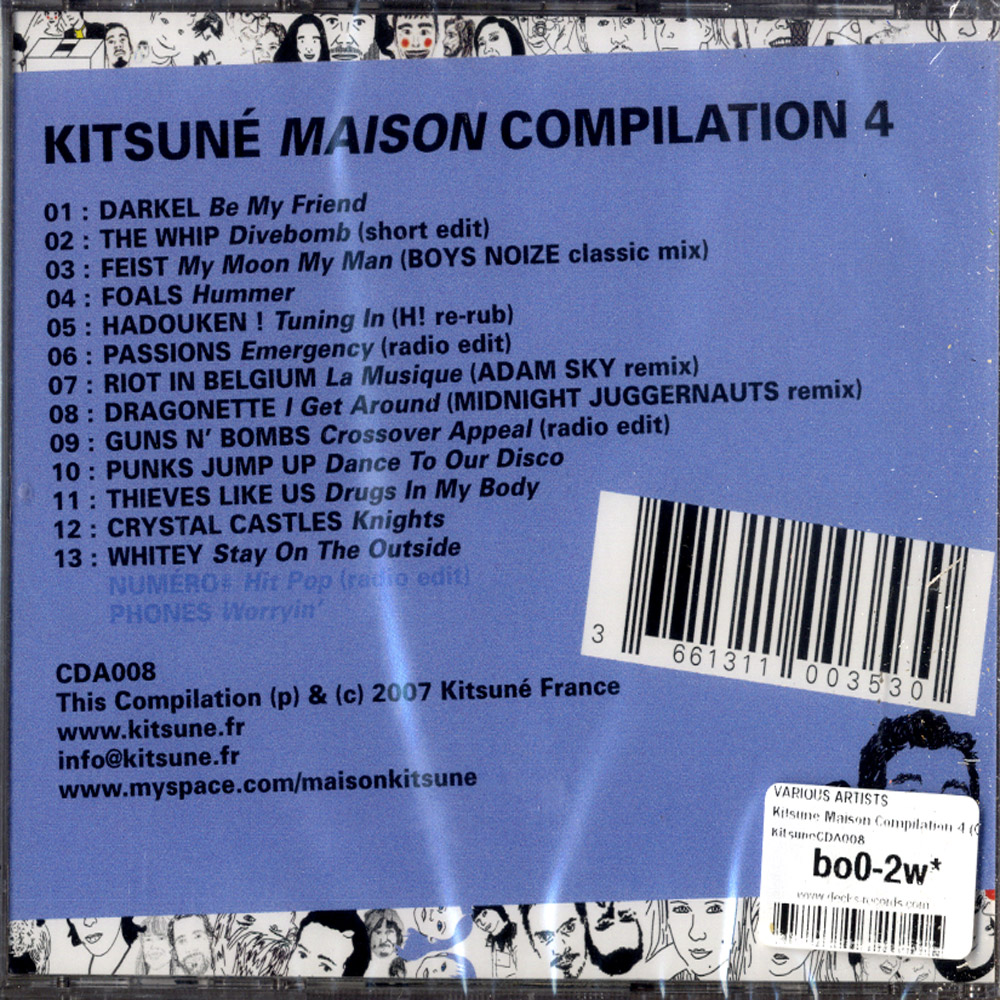 KITSUNÉ MAISON COMPILATION 4
01 : DARKEL Be My Friend
02 : THE WHIP Divebomb (short edit)
03 : FEIST My Moon My Man (BOYS NOIZE classic mix)
04 : FOALS Hummer
05 : HADOUKEN ! Tuning In (H! re-rub)
06 : PASSIONS Emergency (radio edit)
07 : RIOT IN BELGIUM La Musique (ADAM SKY remix)
08 : DRAGONETTE I Get Around (MIDNIGHT JUGGERNAUTS remix)
09 : GUNS N' BOMBS Crossover Appeal (radio edit)
10 : PUNKS JUMP UP Dance To Our Disco
11 : THIEVES LIKE US Drugs In My Body
12 : CRYSTAL CASTLES Knights
13 : WHITEY Stay On The Outside
NUMÉRO# Hit Pop (radio edit)
PHONES Worryin'
3 661311 003530
CDA008
This Compilation (p) & (c) 2007 Kitsuné France
www.kitsune.fr
info@kitsune.fr
www.myspace.com/maisonkitsune
VARIOUS ARTISTS
Kitsune Maison Compilation 4 (C
KitsuneCDA008
bo0-2w*
www.decks-records.com